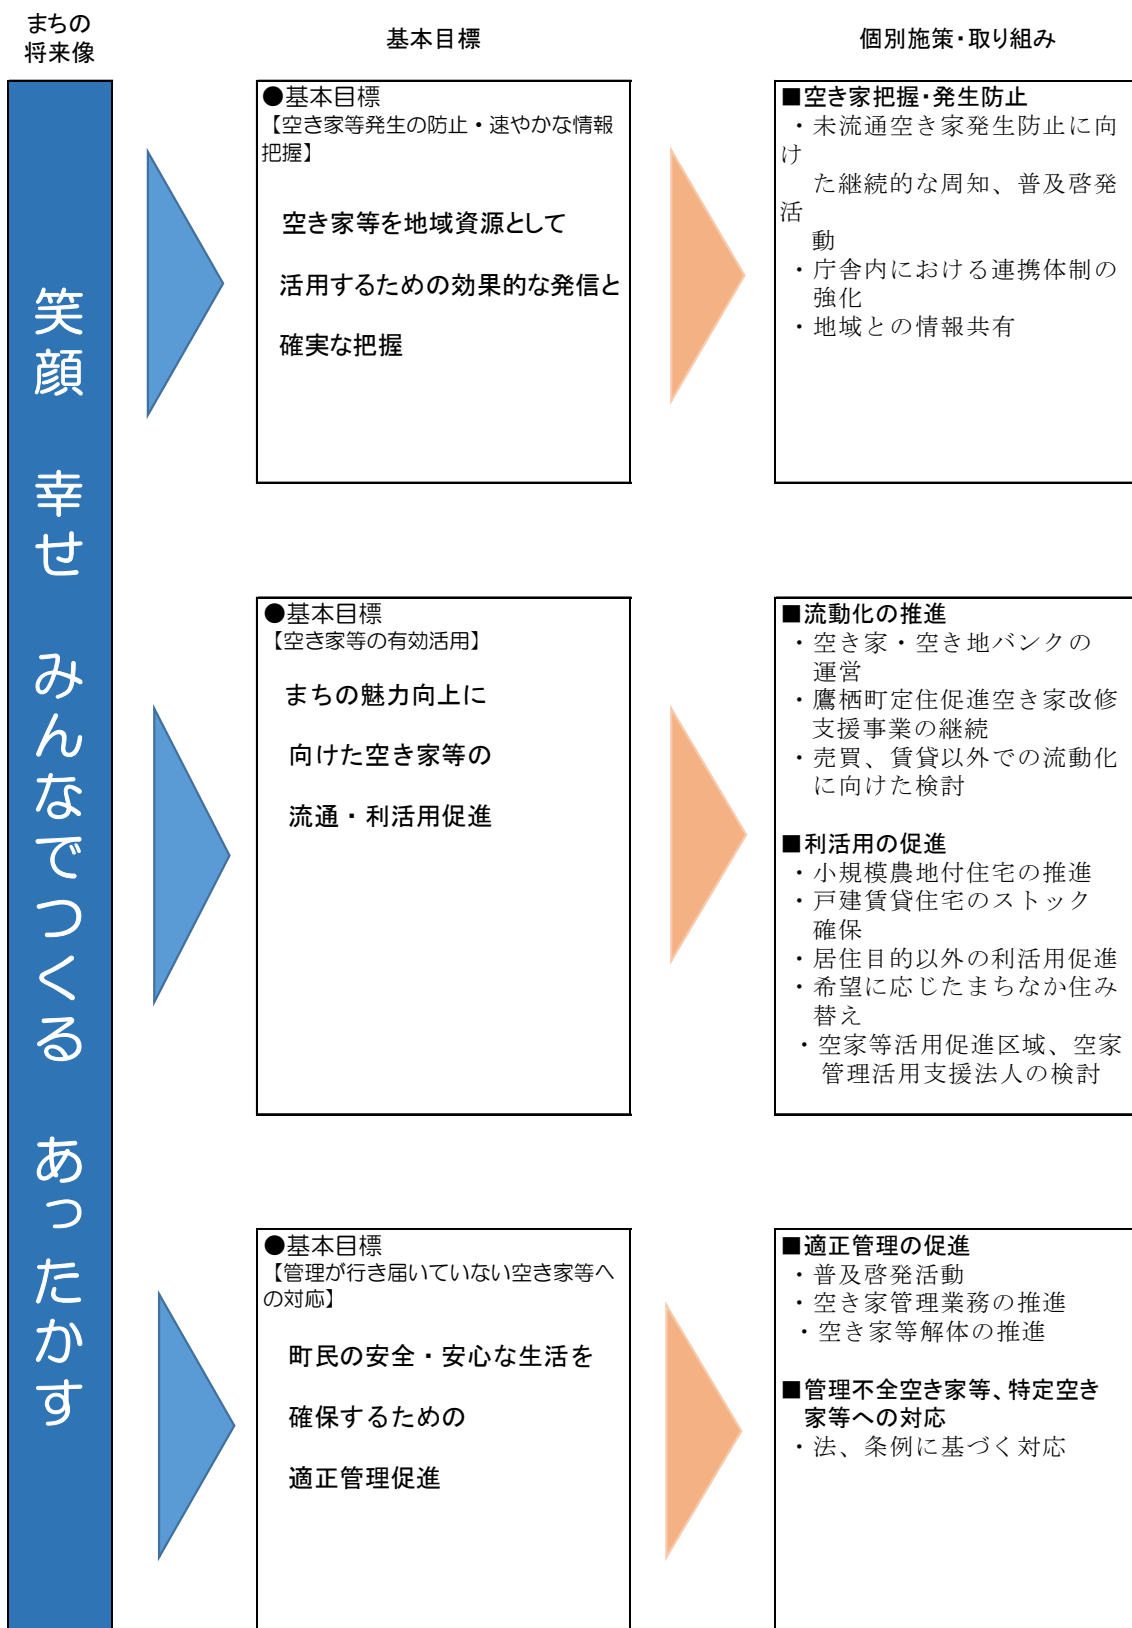 まちの
将来像
基本目標
個別施策・取り組み
笑顔　幸せ　みんなでつくる　あったかす
●基本目標
【空き家等発生の防止・速やかな情報
把握】
空き家等を地域資源として
活用するための効果的な発信と
確実な把握
■空き家把握・発生防止
・未流通空き家発生防止に向
け
た継続的な周知、普及啓発
活
動
・庁舎内における連携体制の
強化
・地域との情報共有
●基本目標
【空き家等の有効活用】
まちの魅力向上に
向けた空き家等の
流通・利活用促進
■流動化の推進
・空き家・空き地バンクの
運営
・鷹栖町定住促進空き家改修
支援事業の継続
・売買、賃貸以外での流動化
に向けた検討
■利活用の促進
・小規模農地付住宅の推進
・戸建賃貸住宅のストック
確保
・居住目的以外の利活用促進
・希望に応じたまちなか住み
替え
・空家等活用促進区域、空家
管理活用支援法人の検討
●基本目標
【管理が行き届いていない空き家等へ
の対応】
町民の安全・安心な生活を
確保するための
適正管理促進
■適正管理の促進
・普及啓発活動
・空き家管理業務の推進
・空き家等解体の推進
■管理不全空き家等、特定空き
家等への対応
・法、条例に基づく対応